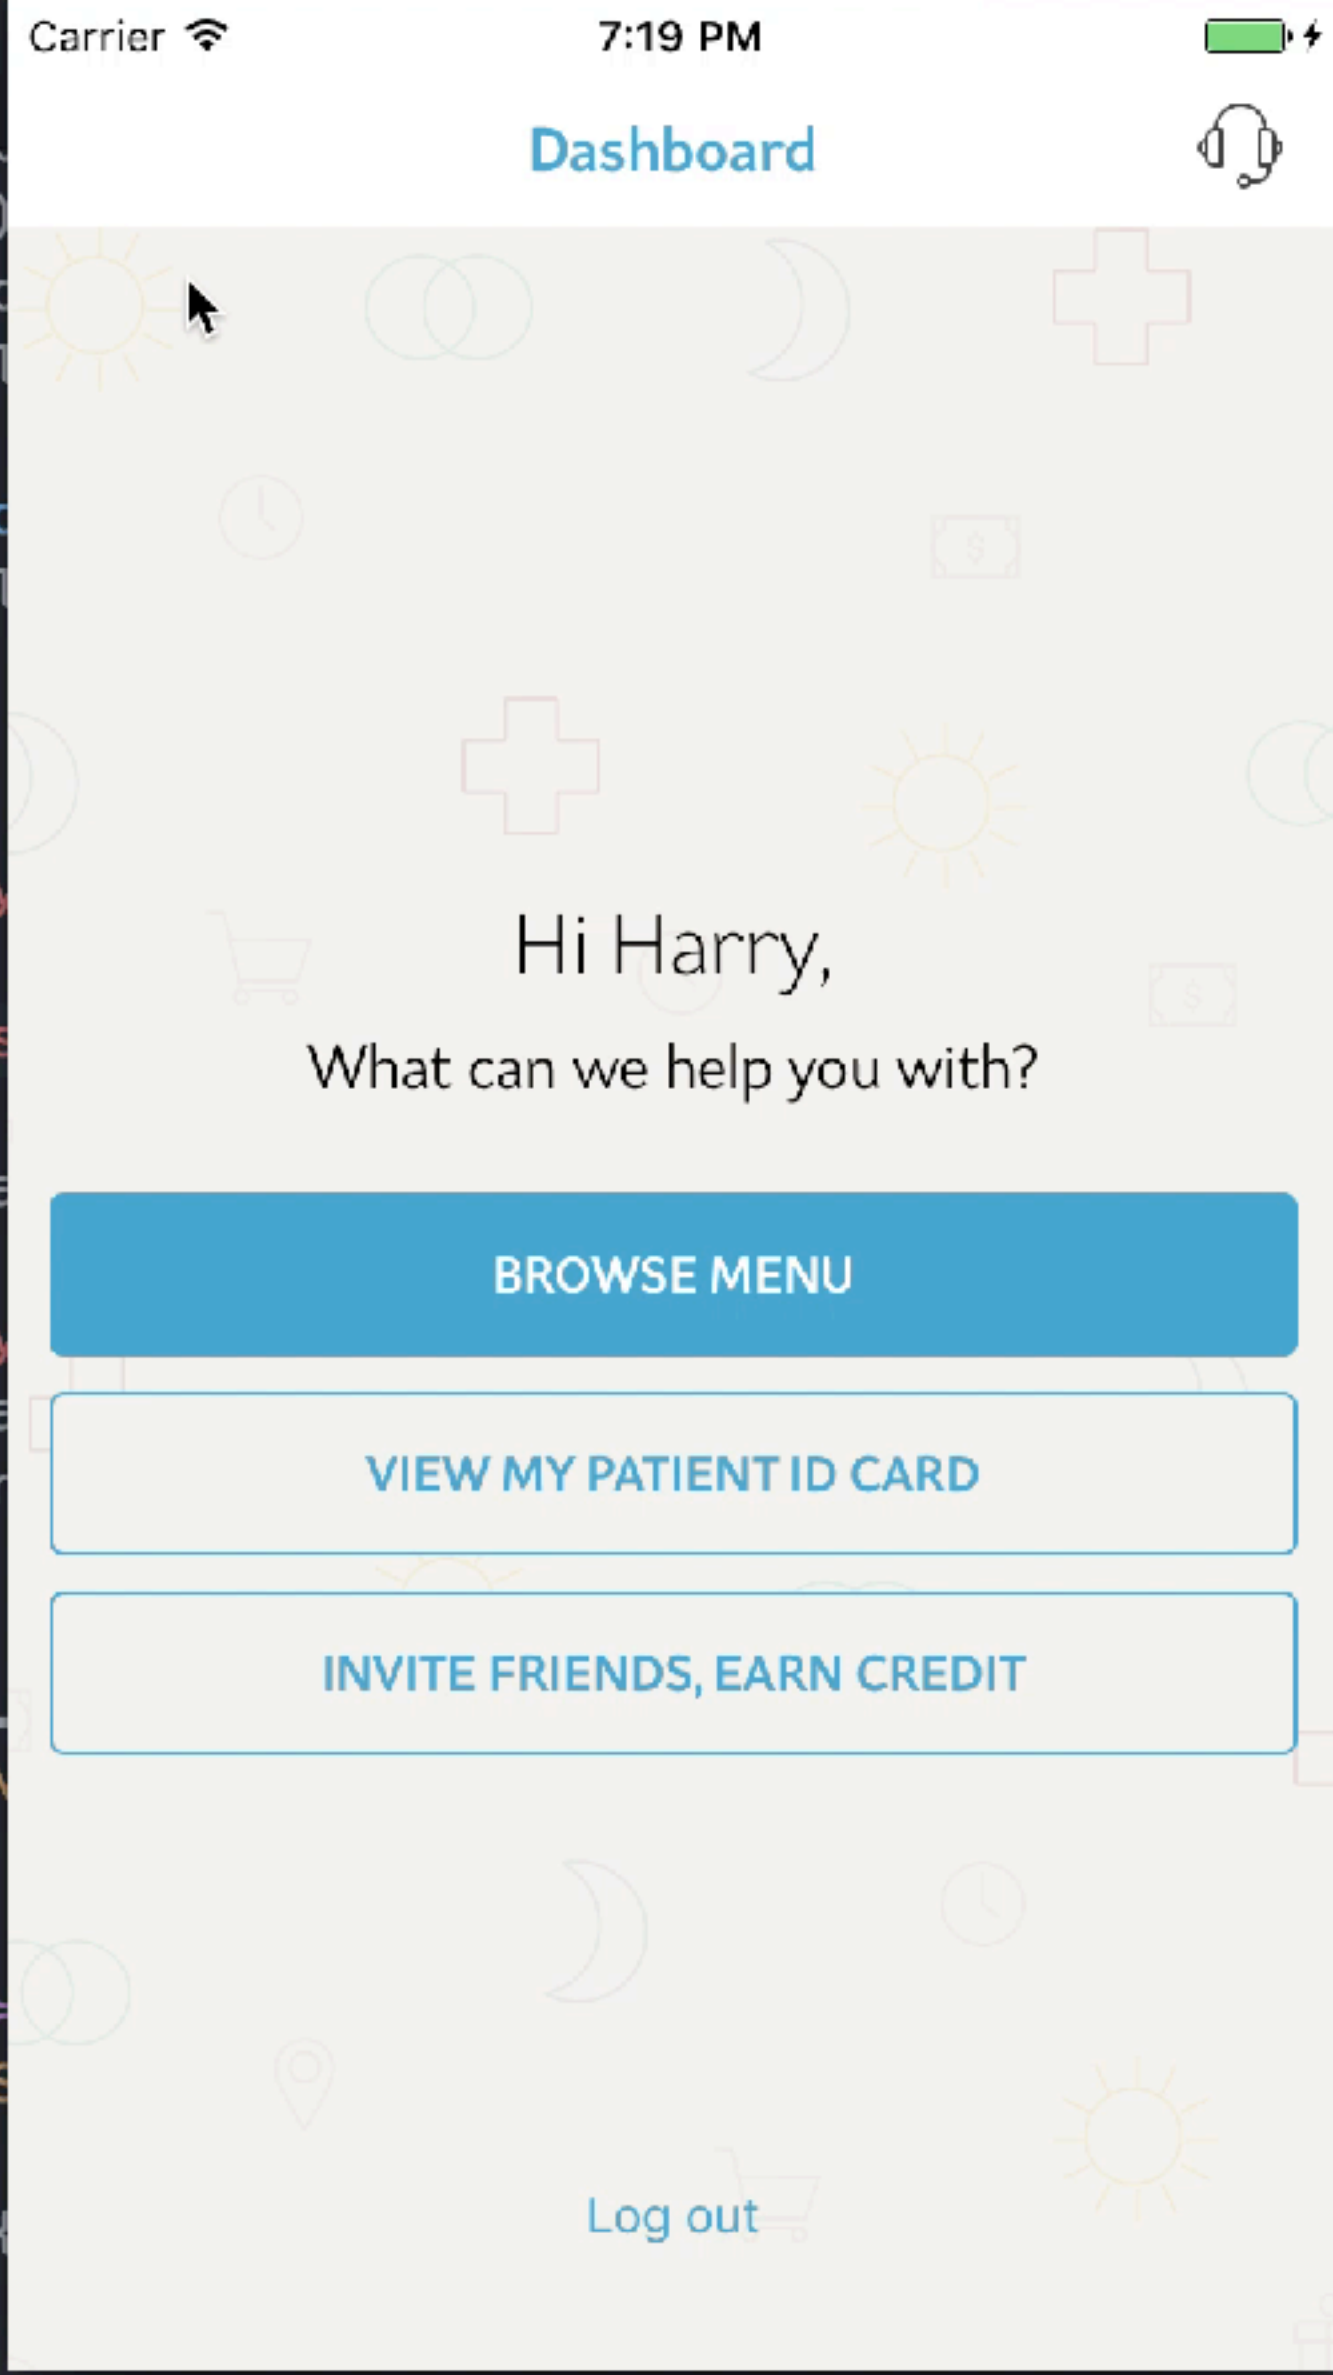 Carrier
7:19 PM
Dashboard
Hi Harry,
What can we help you with?
BROWSE MENU
VIEW MY PATIENT ID CARD
INVITE FRIENDS, EARN CREDIT
Log out